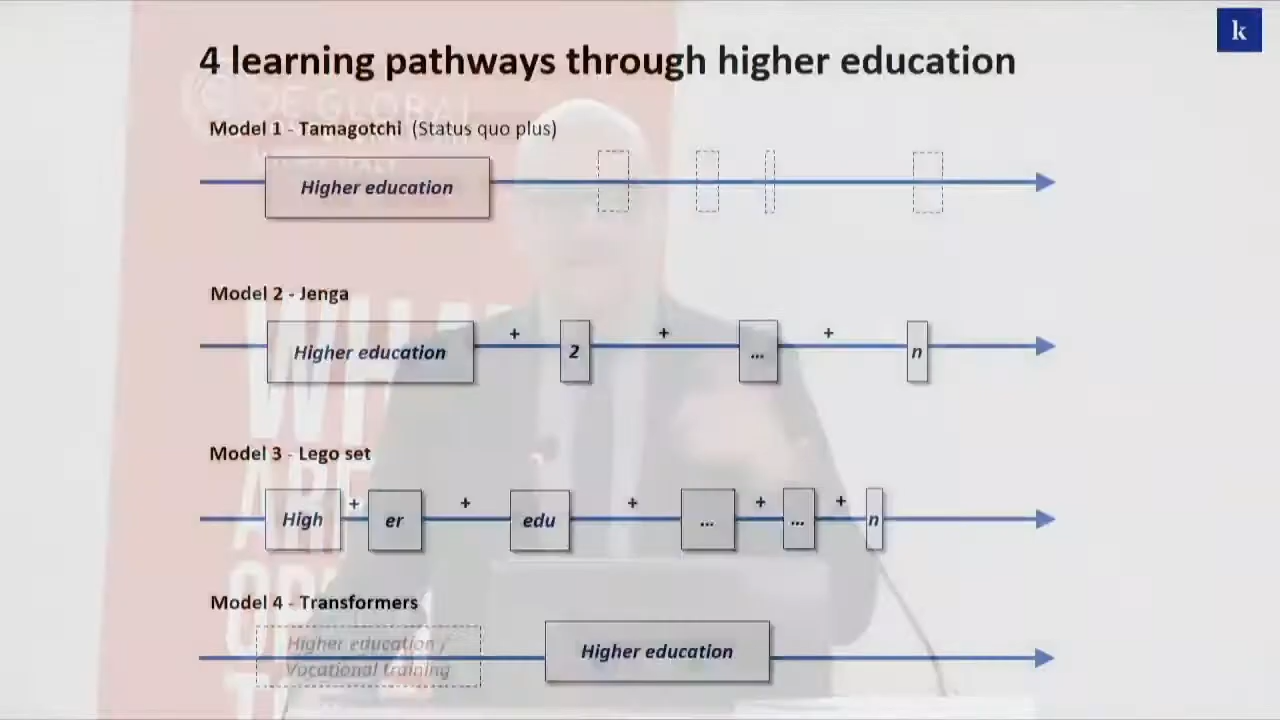 k
4 learning pathways through higher education
Model 1 - Tamagotchi (Status quo plus)
Higher education
Model 2 - Jenga
Higher education + 2 + ... + n
Model 3 - Lego set
High + er + edu + ... + ... + n
Model 4 - Transformers
Higher education /
Vocational training
Higher education